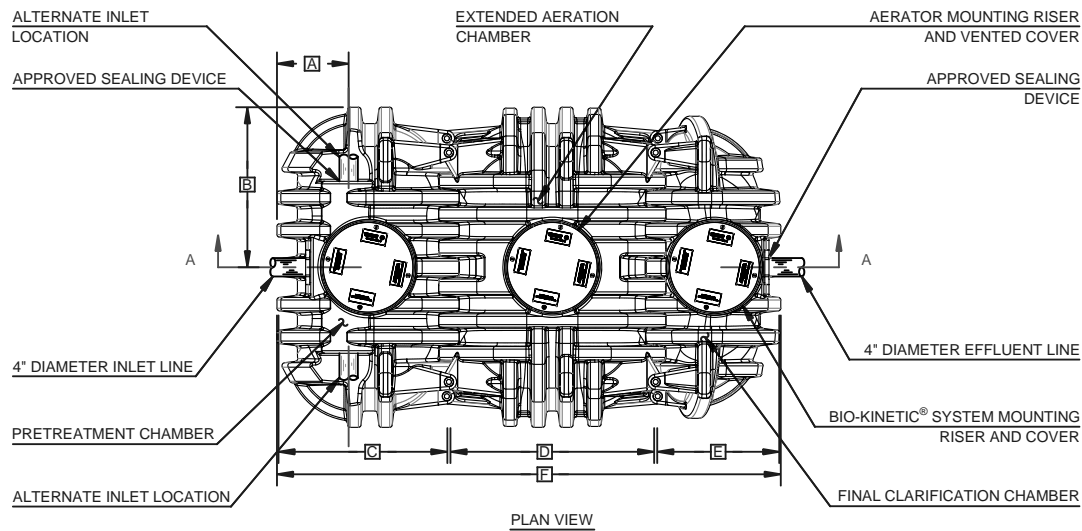 ALTERNATE INLET
LOCATION
EXTENDED AERATION
CHAMBER
AERATOR MOUNTING RISER
AND VENTED COVER
A
APPROVED SEALING DEVICE
APPROVED SEALING
DEVICE
B
A
A
4" DIAMETER INLET LINE
4" DIAMETER EFFLUENT LINE
PRETREATMENT CHAMBER
BIO-KINETIC® SYSTEM MOUNTING
RISER AND COVER
C
D
E
F
ALTERNATE INLET LOCATION
FINAL CLARIFICATION CHAMBER
PLAN VIEW